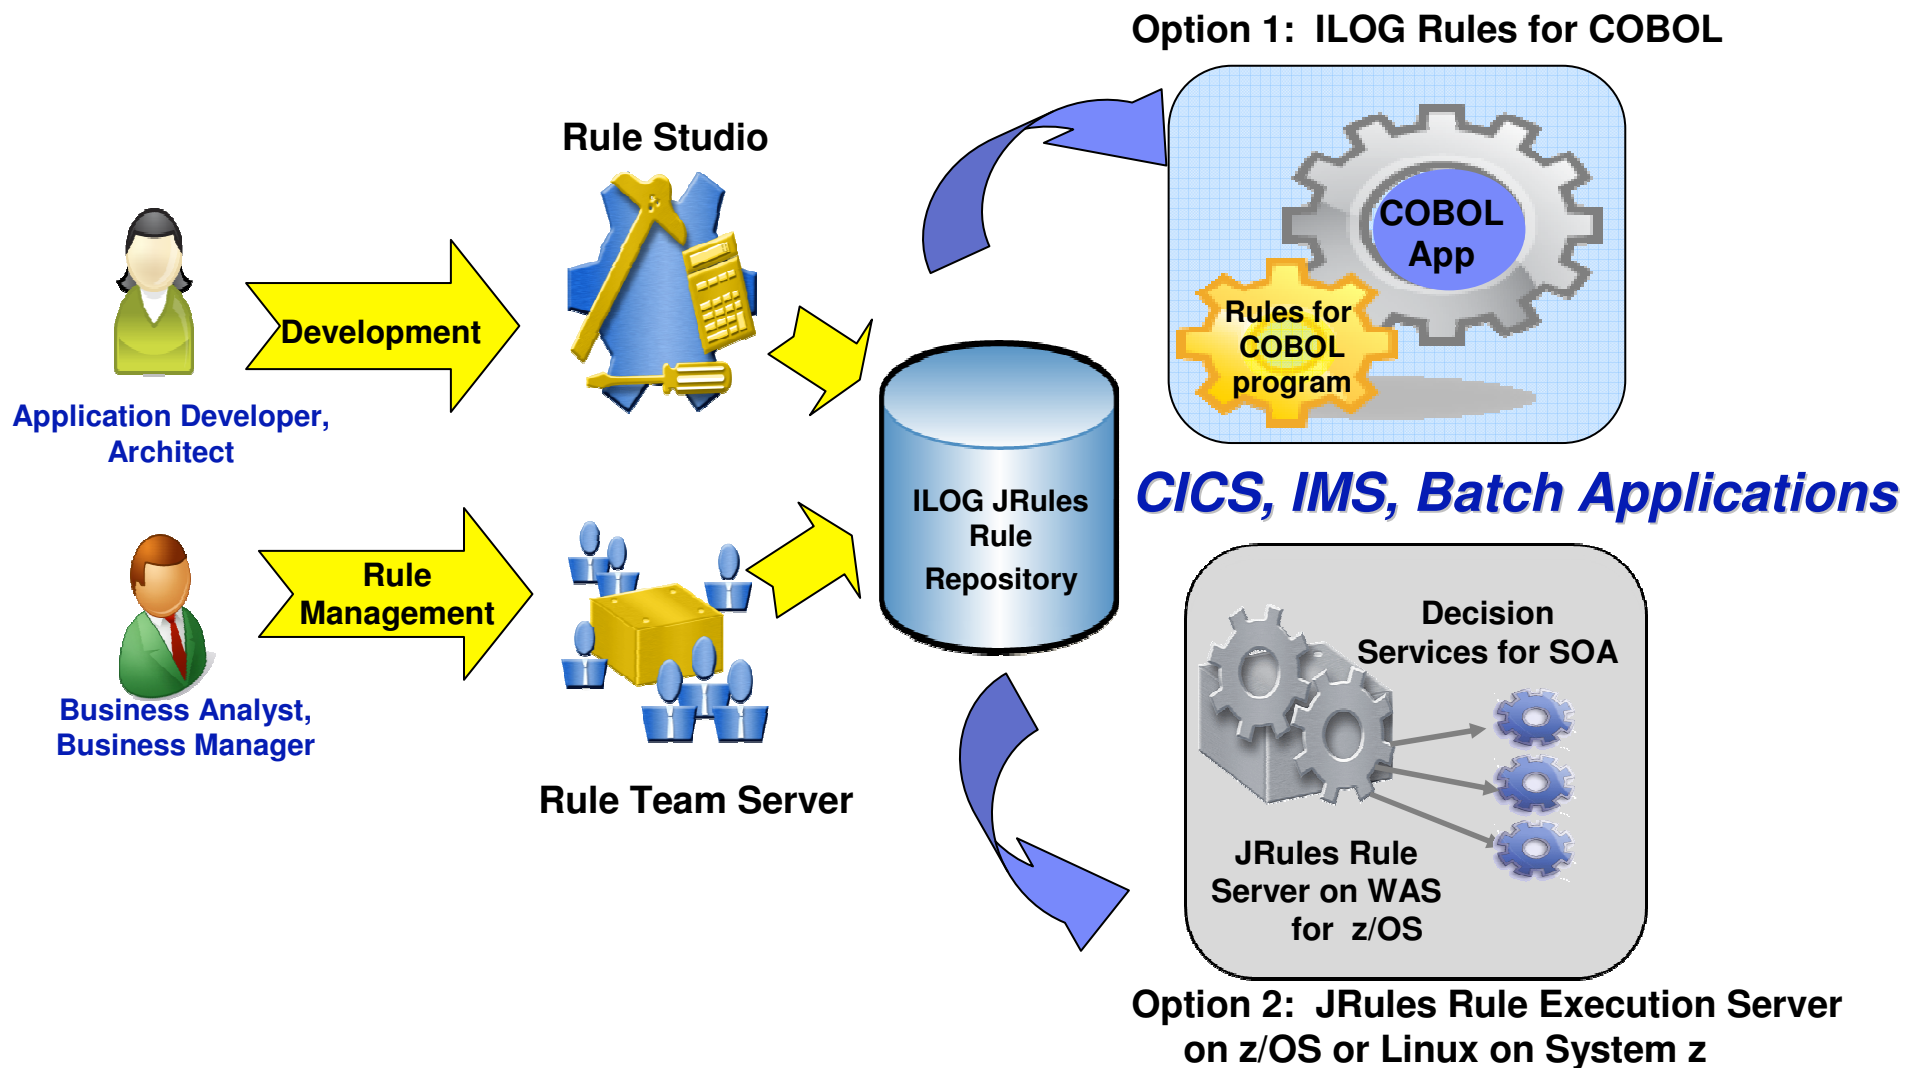 Option 1: ILOG Rules for COBOL
Rule Studio
COBOL
App
Rules for
COBOL
program
Development
Application Developer,
Architect
ILOG JRules
Rule
Repository
CICS, IMS, Batch Applications
Rule
Management
Business Analyst,
Business Manager
Rule Team Server
Decision
Services for SOA
JRules Rule
Server on WAS
for z/OS
Option 2: JRules Rule Execution Server
on z/OS or Linux on System z